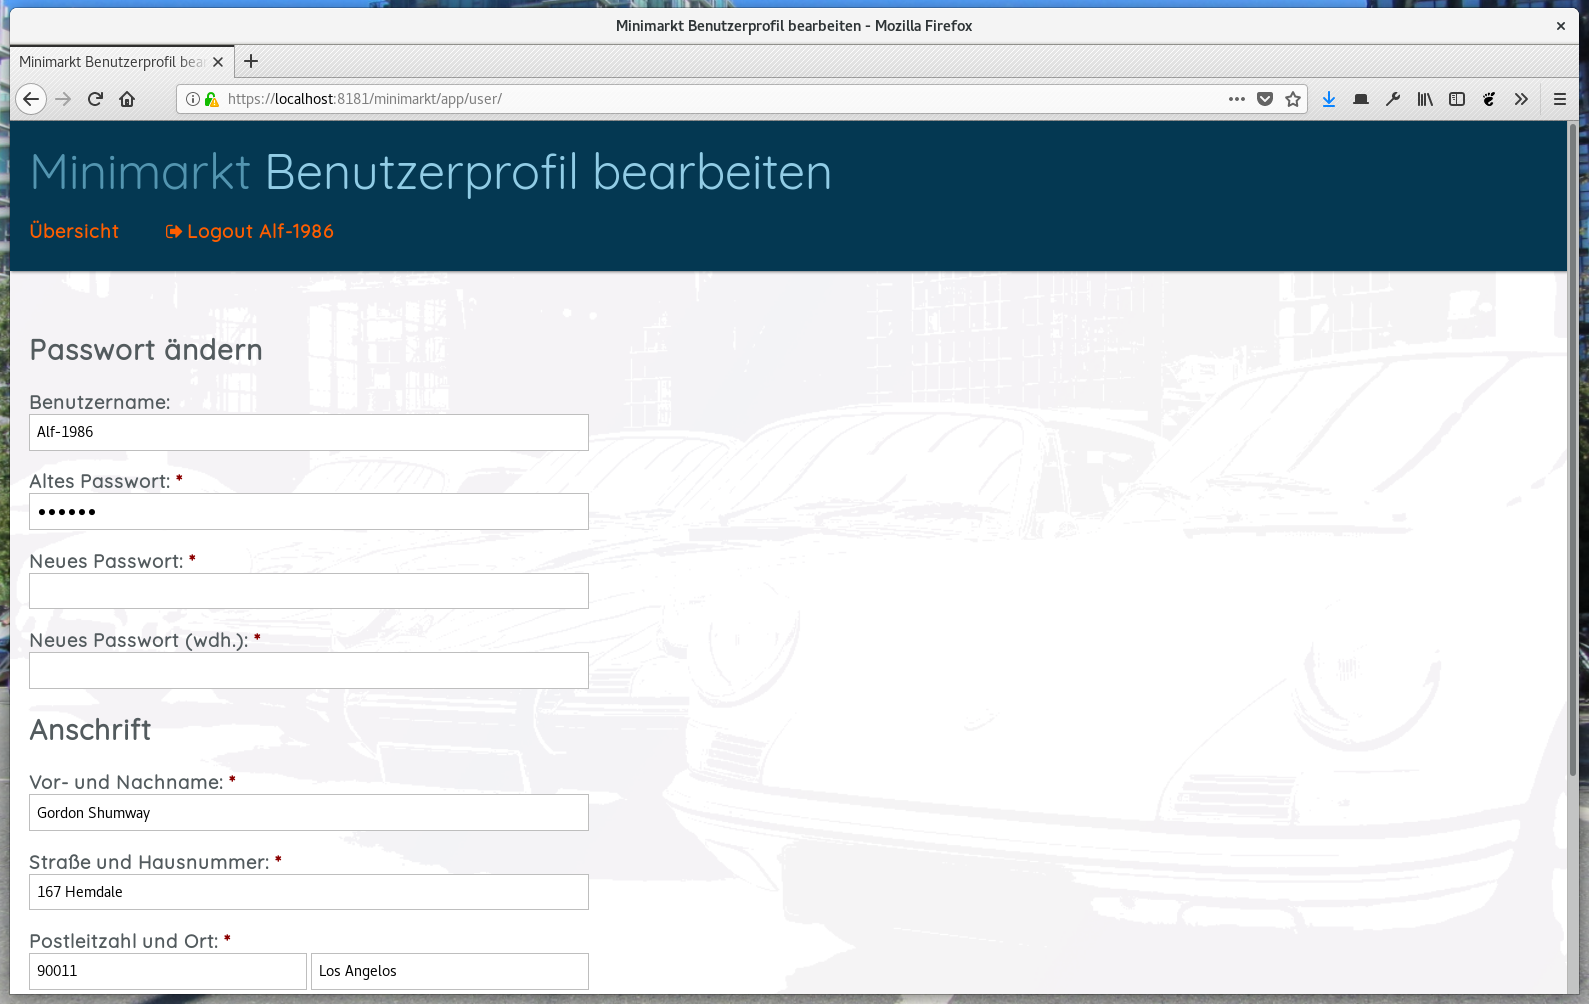 Minimarkt Benutzerprofil bearbeiten - Mozilla Firefox
Minimarkt Benutzerprofil bear
https://localhost:8181/minimarkt/app/user/
Minimarkt Benutzerprofil bearbeiten
Übersicht Logout Alf-1986
Passwort ändern
Benutzername:
Alf-1986
Altes Passwort: *
••••••
Neues Passwort: *
Neues Passwort (wdh.): *
Anschrift
Vor- und Nachname: *
Gordon Shumway
Straße und Hausnummer: *
167 Hemdale
Postleitzahl und Ort: *
90011 Los Angelos